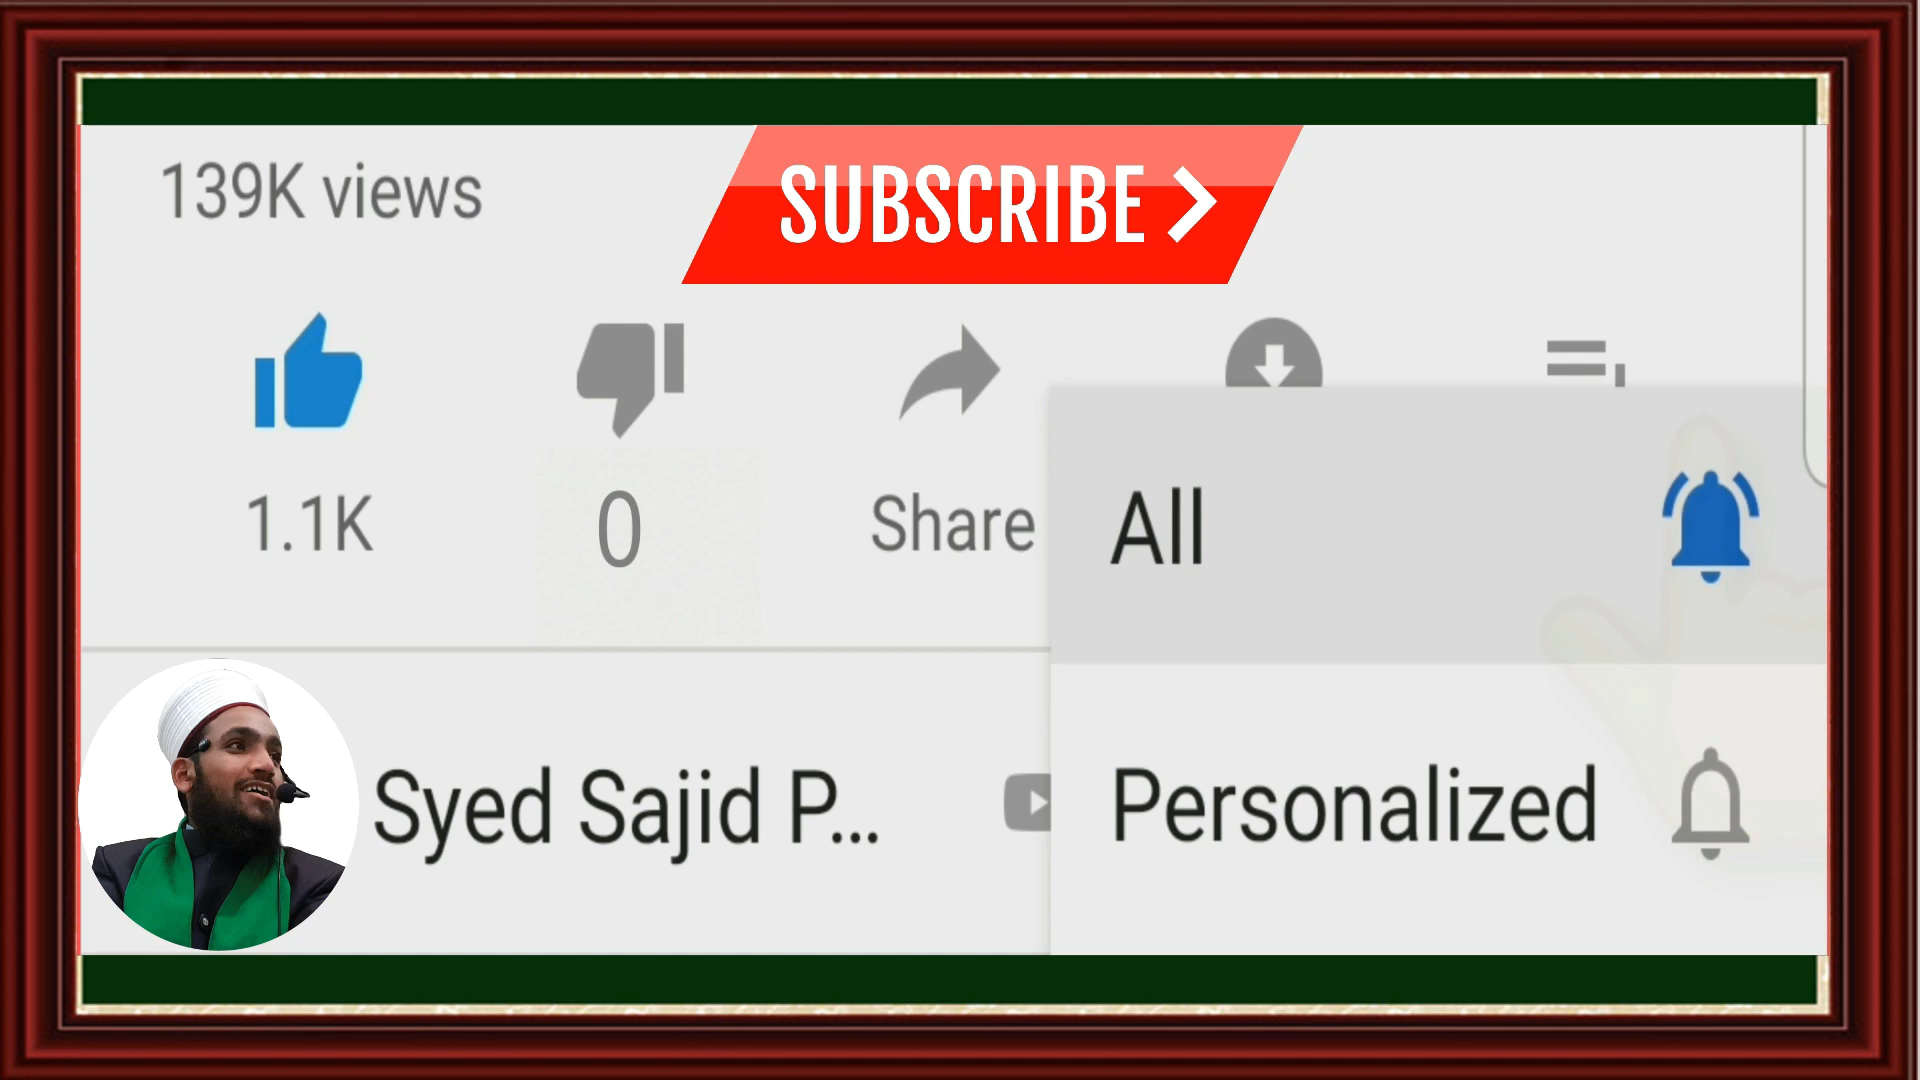 139K views
SUBSCRIBE
1.1K
0
Share
All
Syed Sajid P...
Personalized